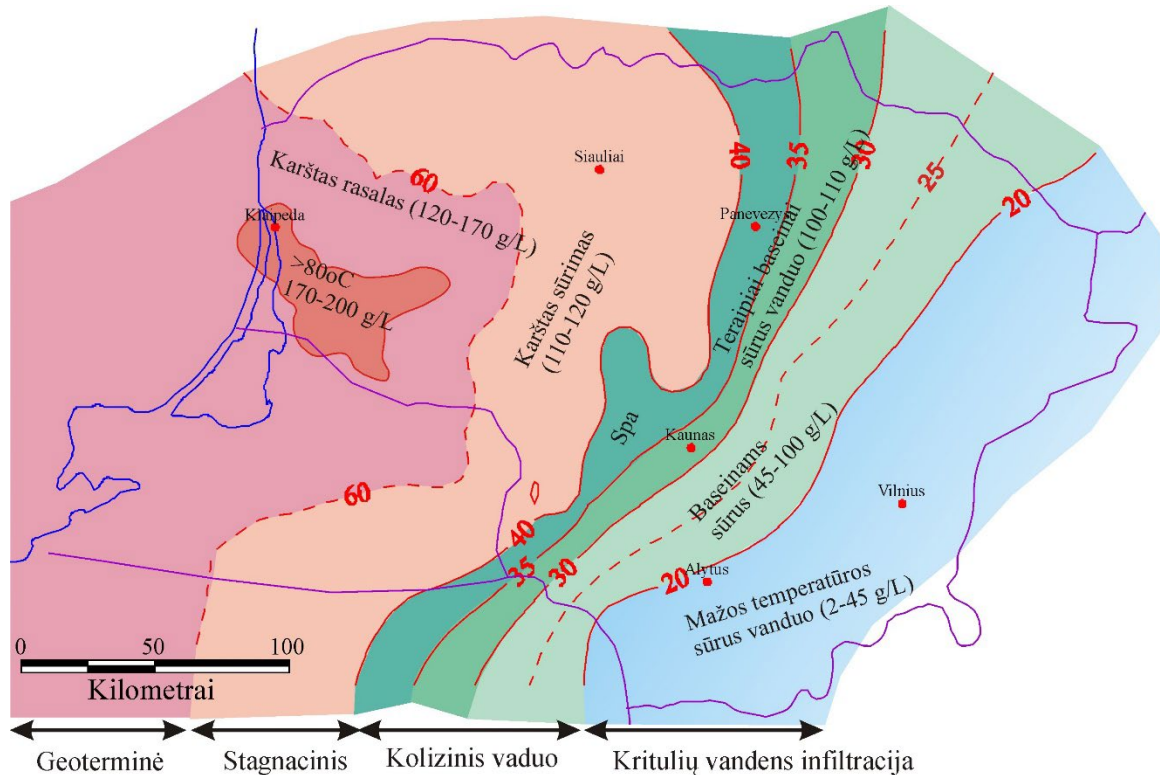 40
35
30
25
20
60
Siauliai
Karštas rasalas (120-170 g/L)
Klaipeda
Panevezys
>80oC
170-200 g/L
Karštas sūrimas
(110-120 g/L)
Teraipiai baseiniai
sūrus vanduo (100-110 g/L)
Spa
Kaunas
Baseinams
sūrus (45-100 g/L)
Vilnius
60
40
35
30
20
Alytus
Mažos temperatūros
sūrus vanduo (2-45 g/L)
0 50 100
Kilometrai
Geoterminė
Stagnacinis
Kolizinis vaduo
Kritulių vandens infiltracija